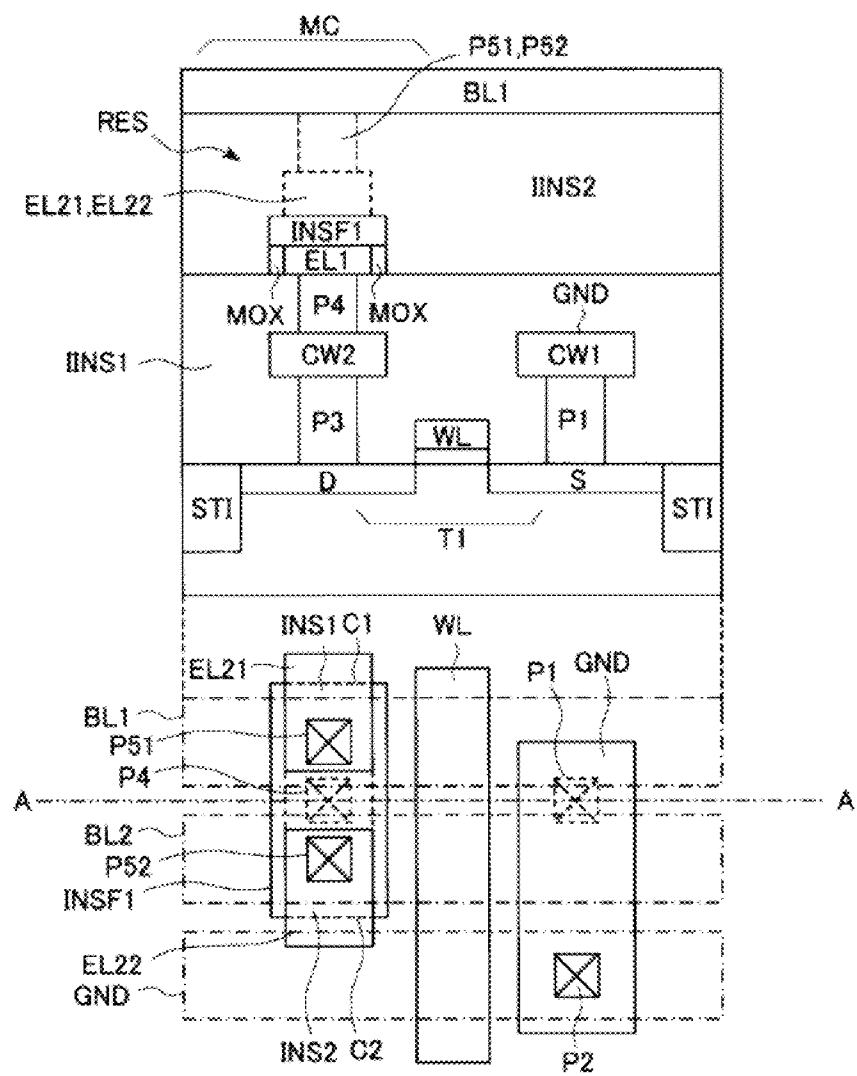 MC
P51,P52
BL1
RES
EL21,EL22
IINS2
INSF1
EL1
MOX
P4
MOX
GND
IINS1
CW2
CW1
P3
WL
P1
D
S
STI
STI
T1
INS1 C1
WL
EL21
P1
GND
BL1
P51
P4
A
A
BL2
P52
INSF1
EL22
GND
INS2
C2
P2